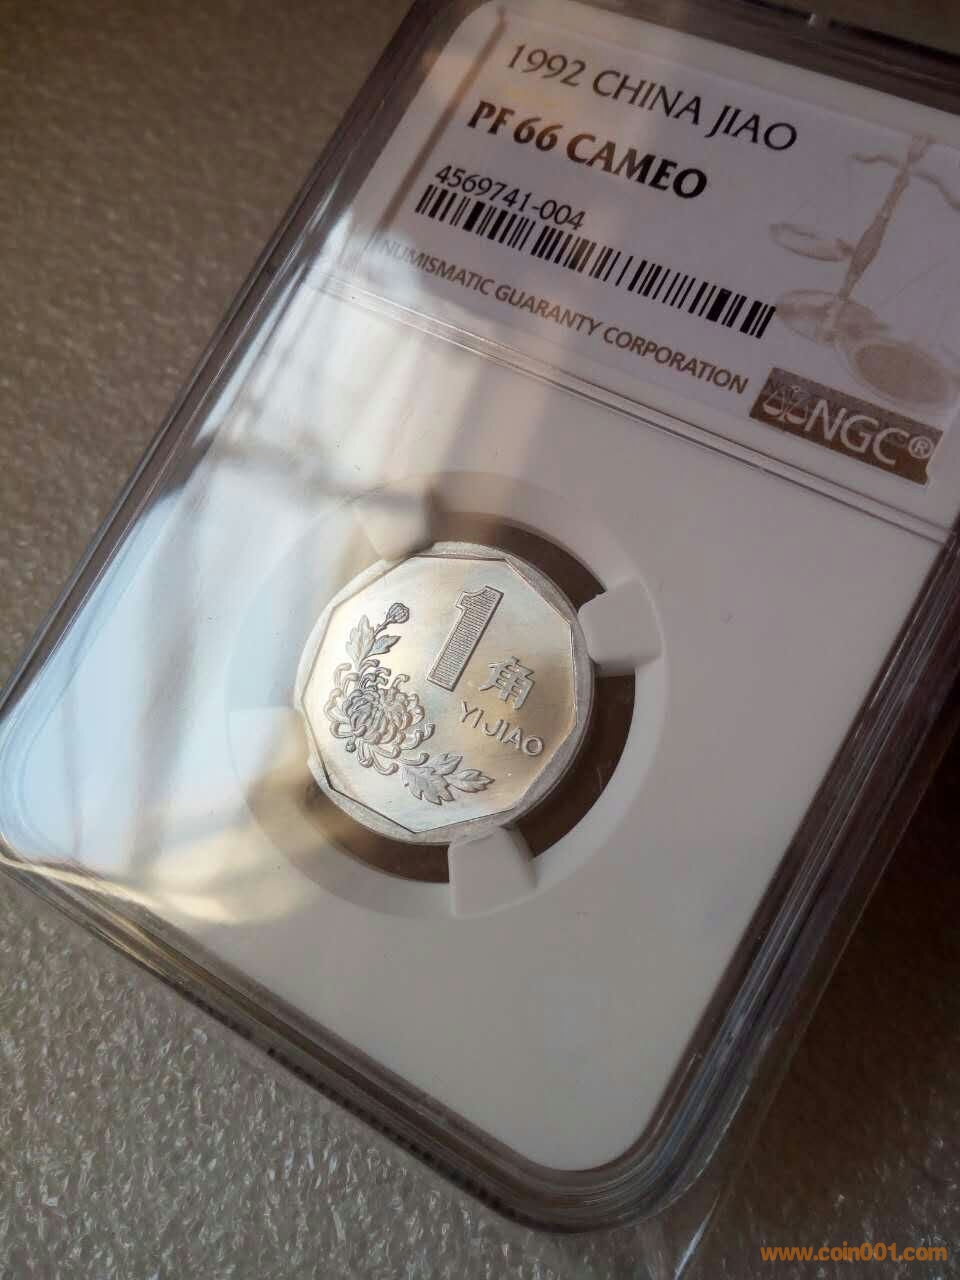 1992 CHINA JIAO
PF 66 CAMEO
4569741-004
NUMISMATIC GUARANTY CORPORATION
NGC®
1
角
YI JIAO
www.coin001.com